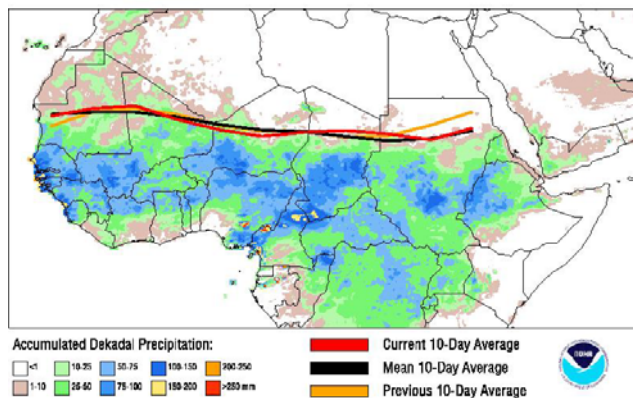 Accumulated Dekadal Precipitation:
<1
10-25
50-75
100-150
200-250
1-10
25-50
75-100
150-200
>250 mm
Current 10-Day Average
Mean 10-Day Average
Previous 10-Day Average
NOAA